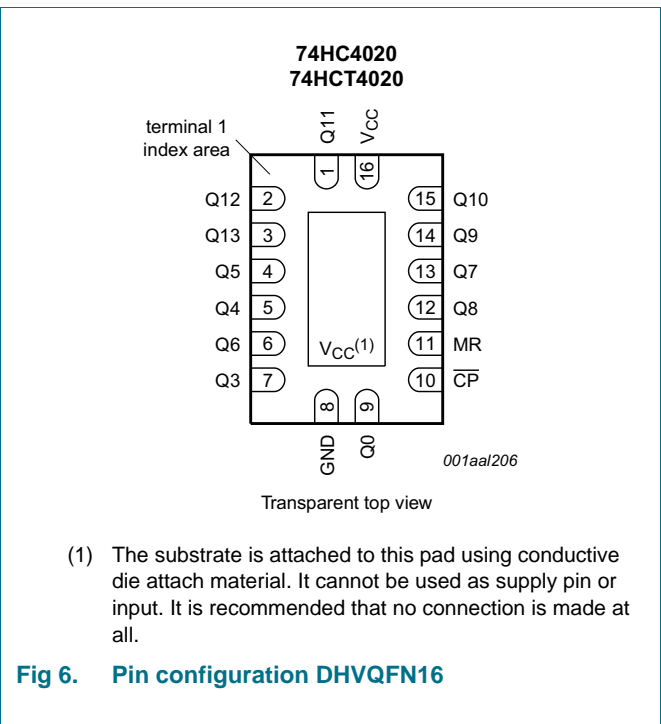 74HC4020
74HCT4020
terminal 1
index area
Q11
VCC
1
16
Q12 2
15 Q10
Q13 3
14 Q9
Q5 4
13 Q7
Q4 5
12 Q8
Q6 6
VCC(1)
11 MR
Q3 7
10 CP
8
9
GND
Q0
001aal206
Transparent top view
(1) The substrate is attached to this pad using conductive
die attach material. It cannot be used as supply pin or
input. It is recommended that no connection is made at
all.
Fig 6. Pin configuration DHVQFN16